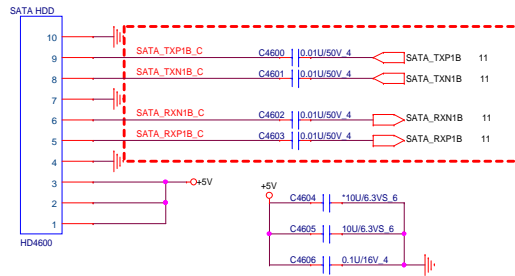 SATA HDD
10
9 SATA_TXP1B_C C4600 0.01U/50V_4 SATA_TXP1B 11
8 SATA_TXN1B_C C4601 0.01U/50V_4 SATA_TXN1B 11
7
6 SATA_RXN1B_C C4602 0.01U/50V_4 SATA_RXN1B 11
5 SATA_RXP1B_C C4603 0.01U/50V_4 SATA_RXP1B 11
4
3 +5V
2
1
HD4600
+5V
C4604 *10U/6.3VS_6
C4605 10U/6.3VS_6
C4606 0.1U/16V_4